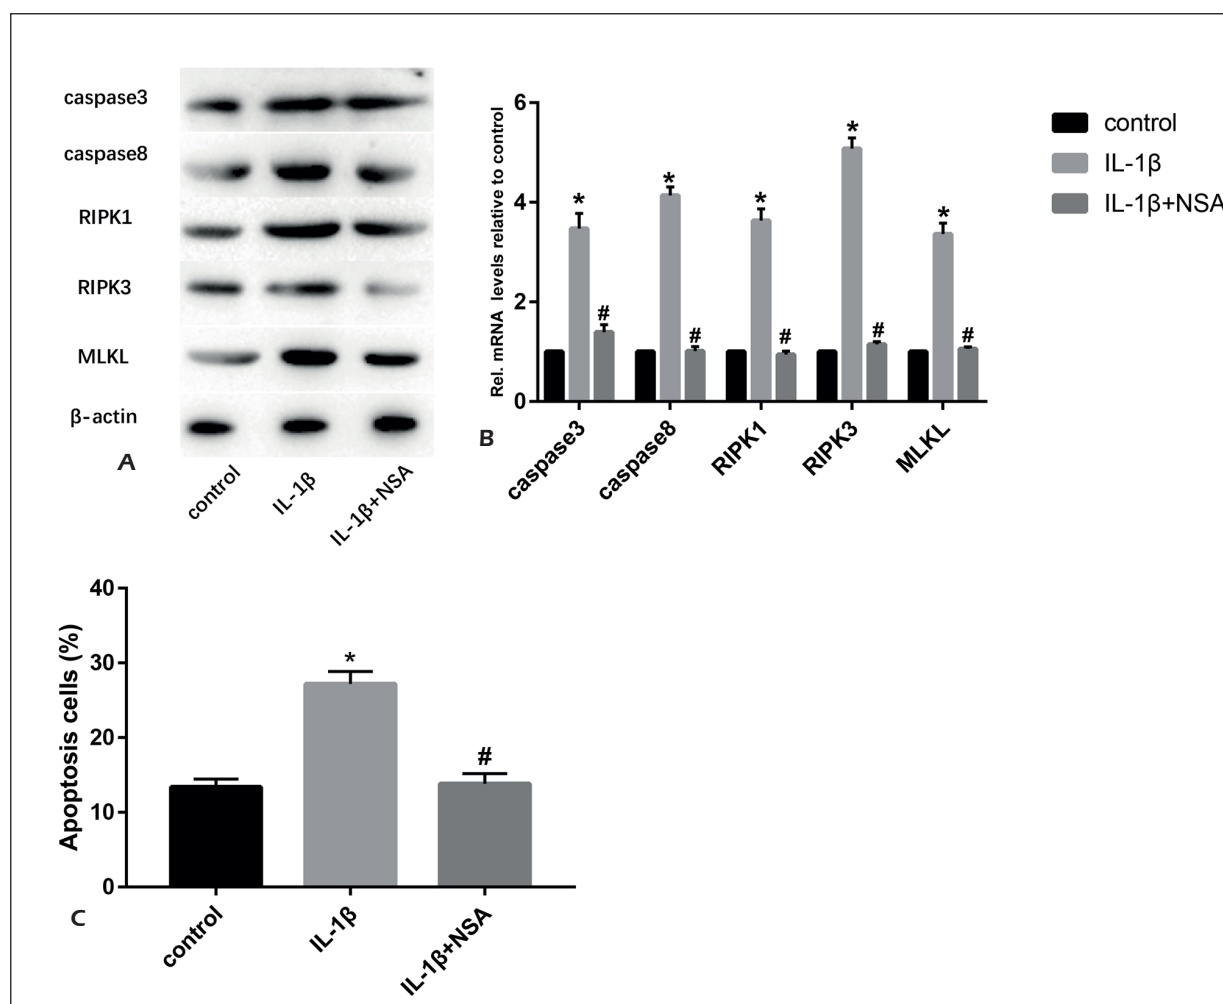 caspase3
caspase8
RIPK1
RIPK3
MLKL
β-actin
A
control
IL-1β
IL-1β+NSA
Rel. mRNA levels relative to control
6
4
2
0
* # * # * # * # * #
caspase3
caspase8
RIPK1
RIPK3
MLKL
B
control
IL-1β
IL-1β+NSA
Apoptosis cells (%)
40
30
20
10
0
*
#
control
IL-1β
IL-1β+NSA
C